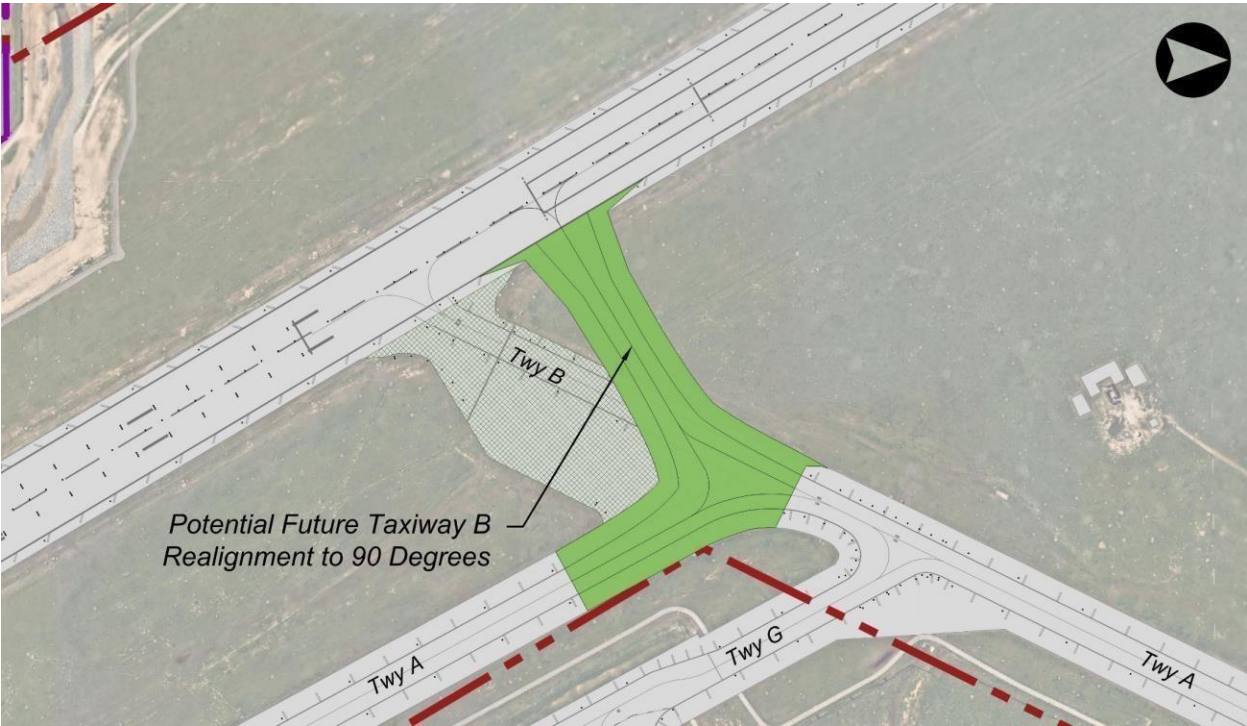 Twy B
Potential Future Taxiway B
Realignment to 90 Degrees
Twy A
Twy G
Twy A